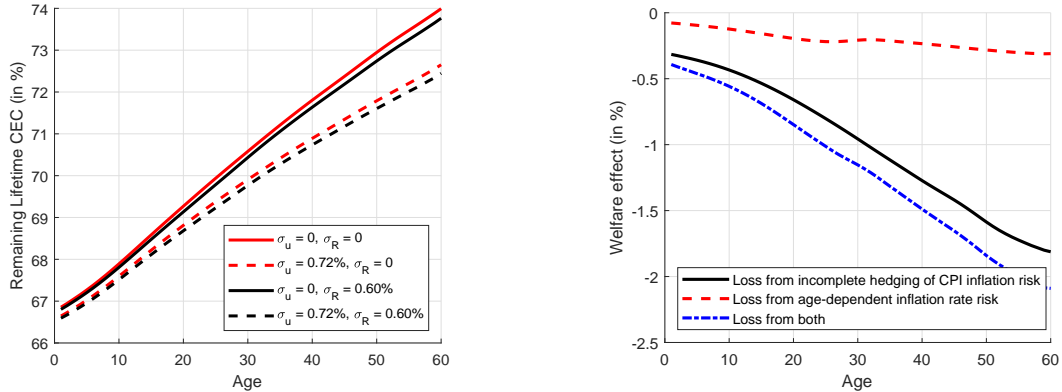 Remaining Lifetime CEC (in %)
74
73
72
71
70
69
68
67
66
0 10 20 30 40 50 60
Age
σu = 0, σR = 0
σu = 0.72%, σR = 0
σu = 0, σR = 0.60%
σu = 0.72%, σR = 0.60%
Welfare effect (in %)
0
-0.5
-1
-1.5
-2
-2.5
0 10 20 30 40 50 60
Age
Loss from incomplete hedging of CPI inflation risk
Loss from age-dependent inflation rate risk
Loss from both